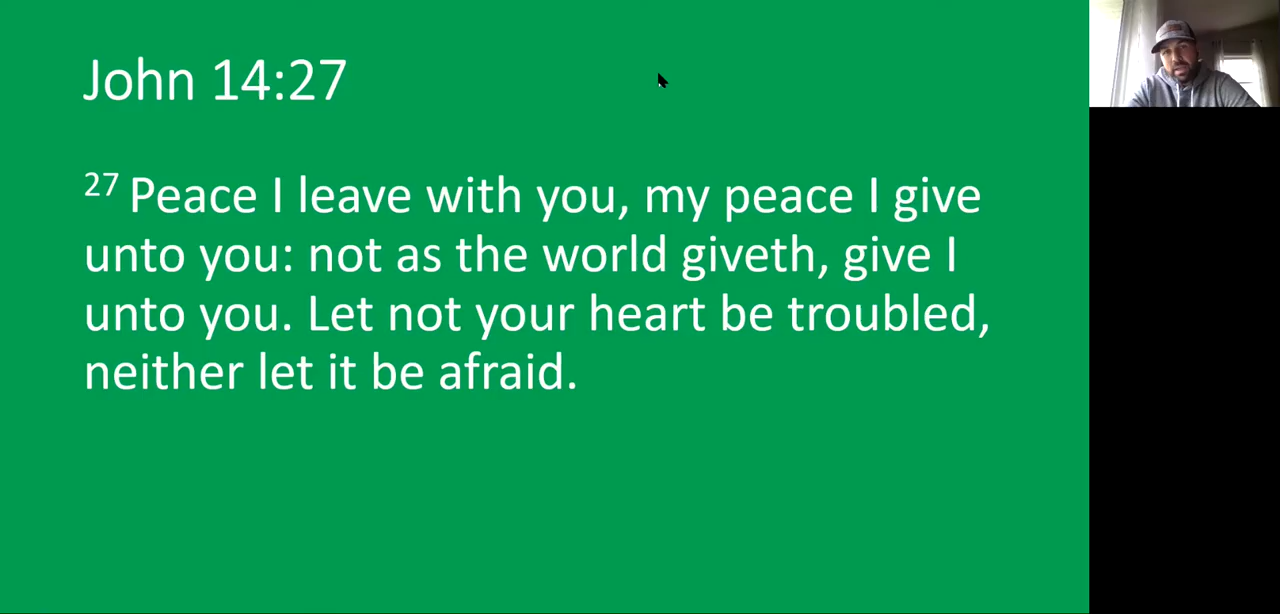 John 14:27
27 Peace I leave with you, my peace I give
unto you: not as the world giveth, give I
unto you. Let not your heart be troubled,
neither let it be afraid.